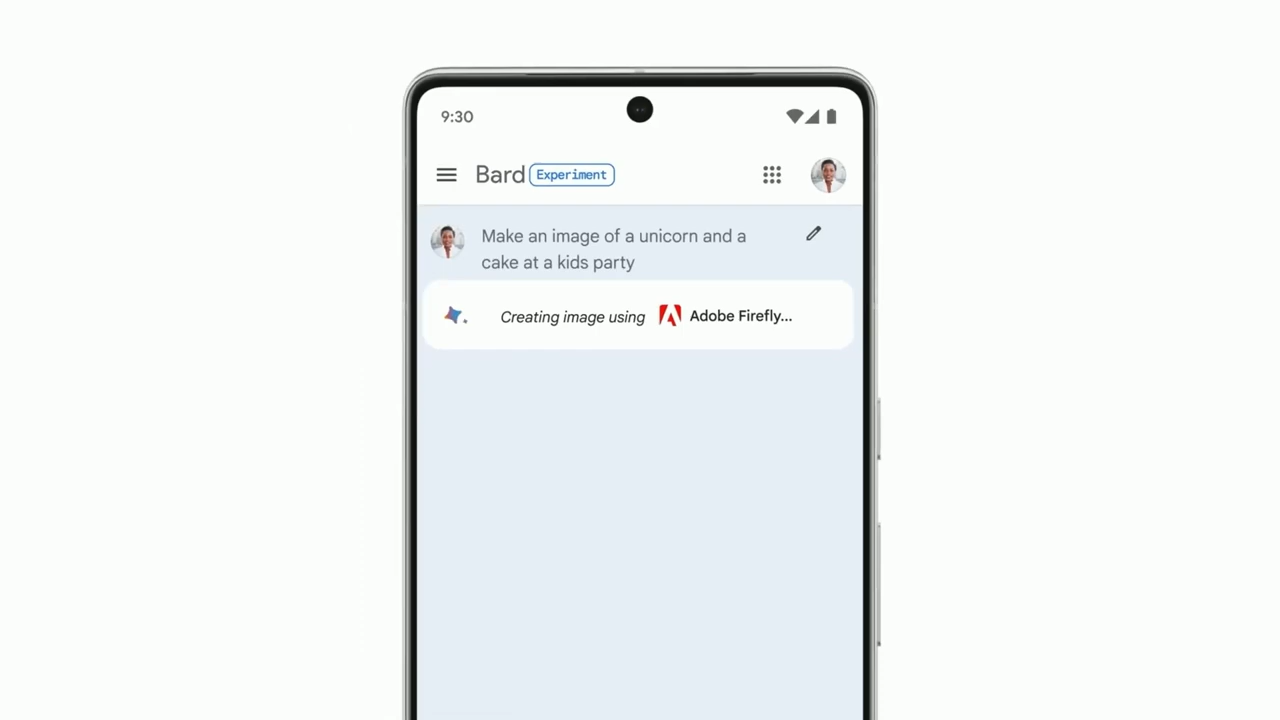 9:30
Bard Experiment
Make an image of a unicorn and a
cake at a kids party
Creating image using Adobe Firefly...